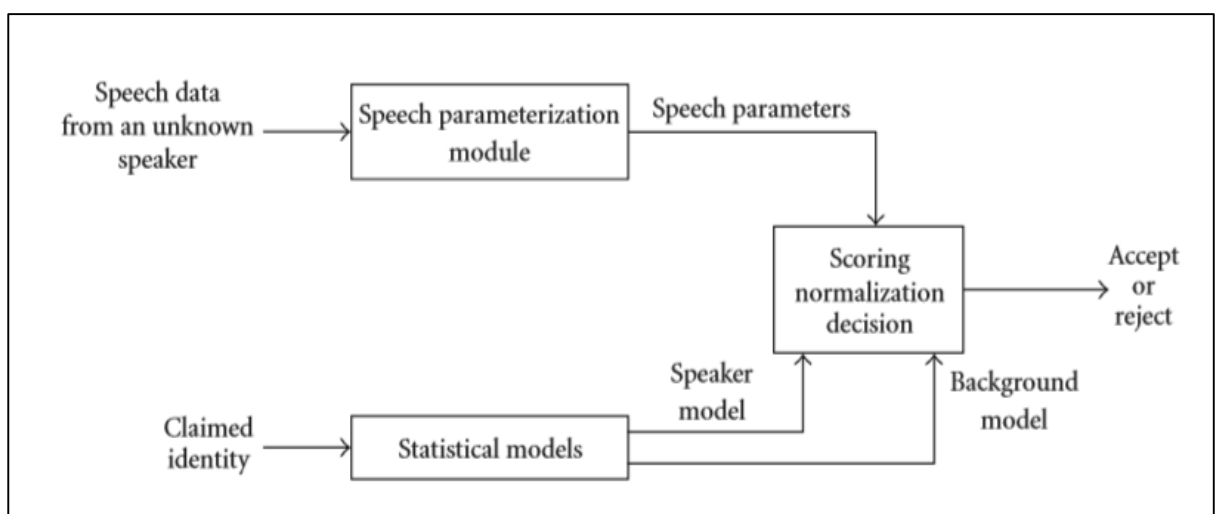 Speech data
from an unknown
speaker
Speech parameterization
module
Speech parameters
Scoring
normalization
decision
Accept
or
reject
Speaker
model
Background
model
Claimed
identity
Statistical models